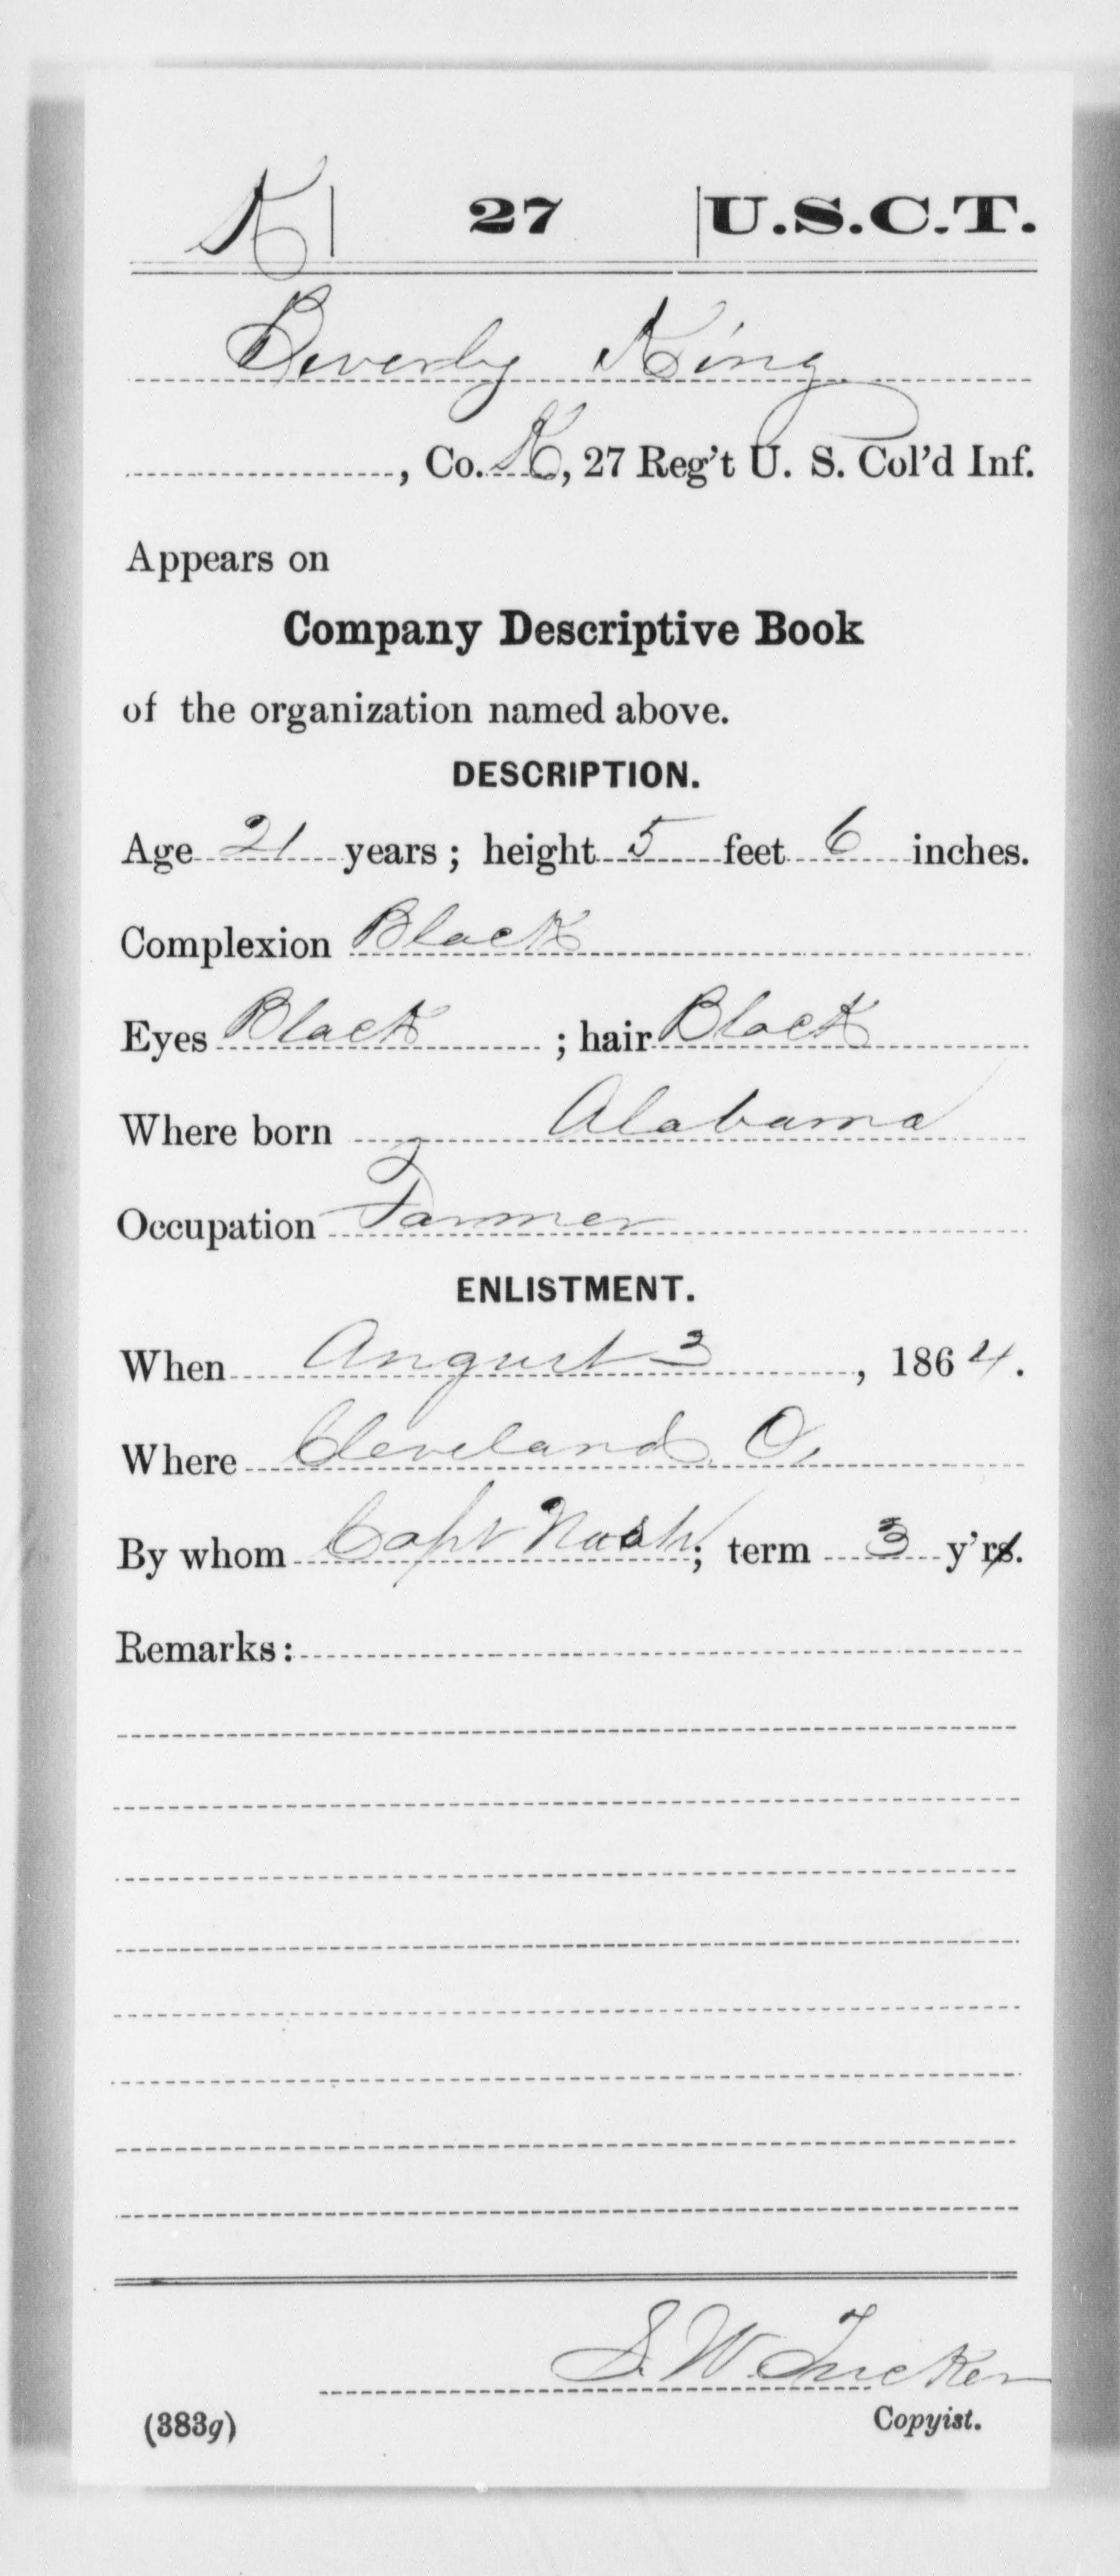 K 27 U.S.C.T.
Beverly King
, Co. K, 27 Reg't U. S. Col'd Inf.
Appears on
Company Descriptive Book
of the organization named above.
DESCRIPTION.
Age 21 years; height 5 feet 6 inches.
Complexion Black
Eyes Black ; hair Black
Where born Alabama
Occupation Farmer
ENLISTMENT.
When August 3, 1864.
Where Cleveland O,
By whom Capt Nash; term 3 y'rs.
Remarks:
S. W. Tucker
(383g) Copyist.